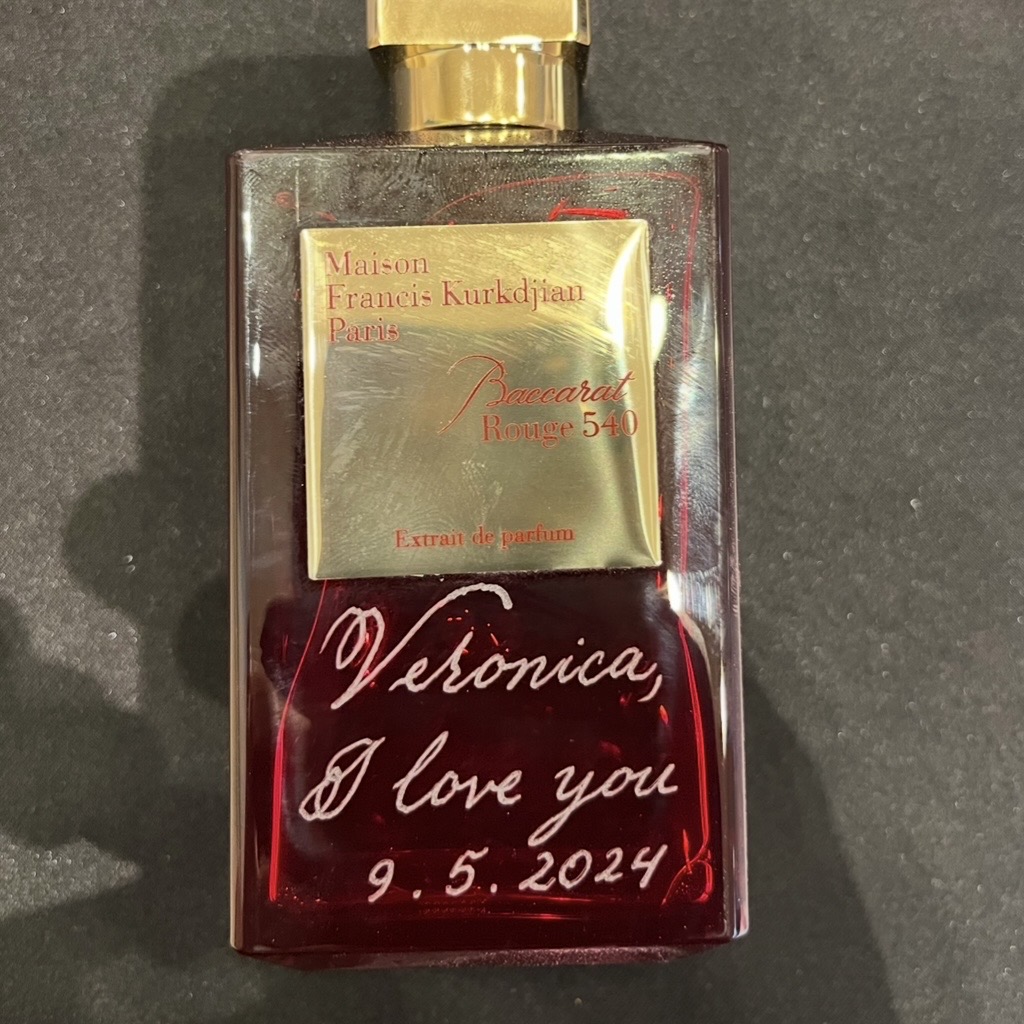 Maison
Francis Kurkdjian
Paris
Baccarat
Rouge 540
Extrait de parfum
Veronica,
I love you
9.5.2024